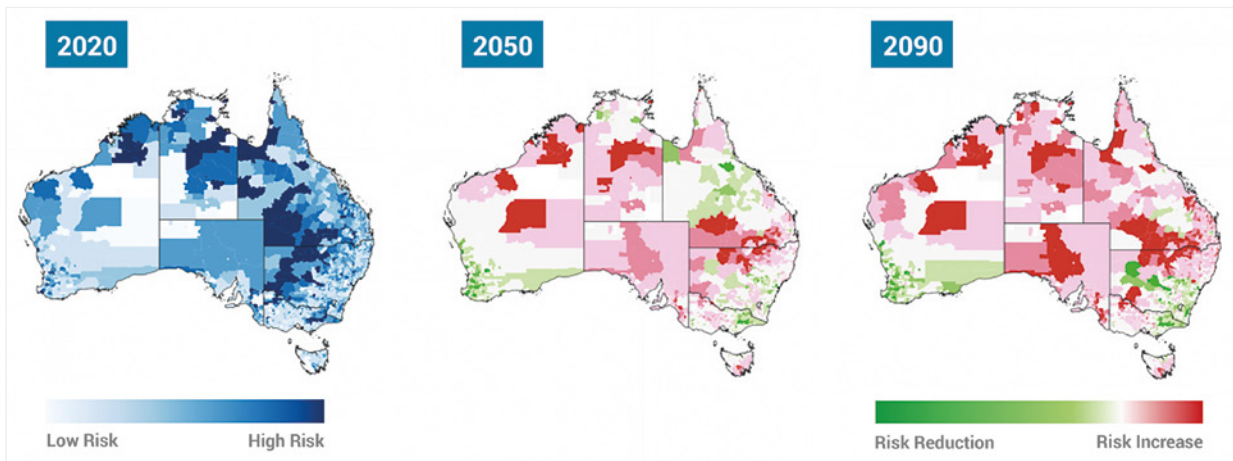 2020
2050
2090
Low Risk
High Risk
Risk Reduction
Risk Increase